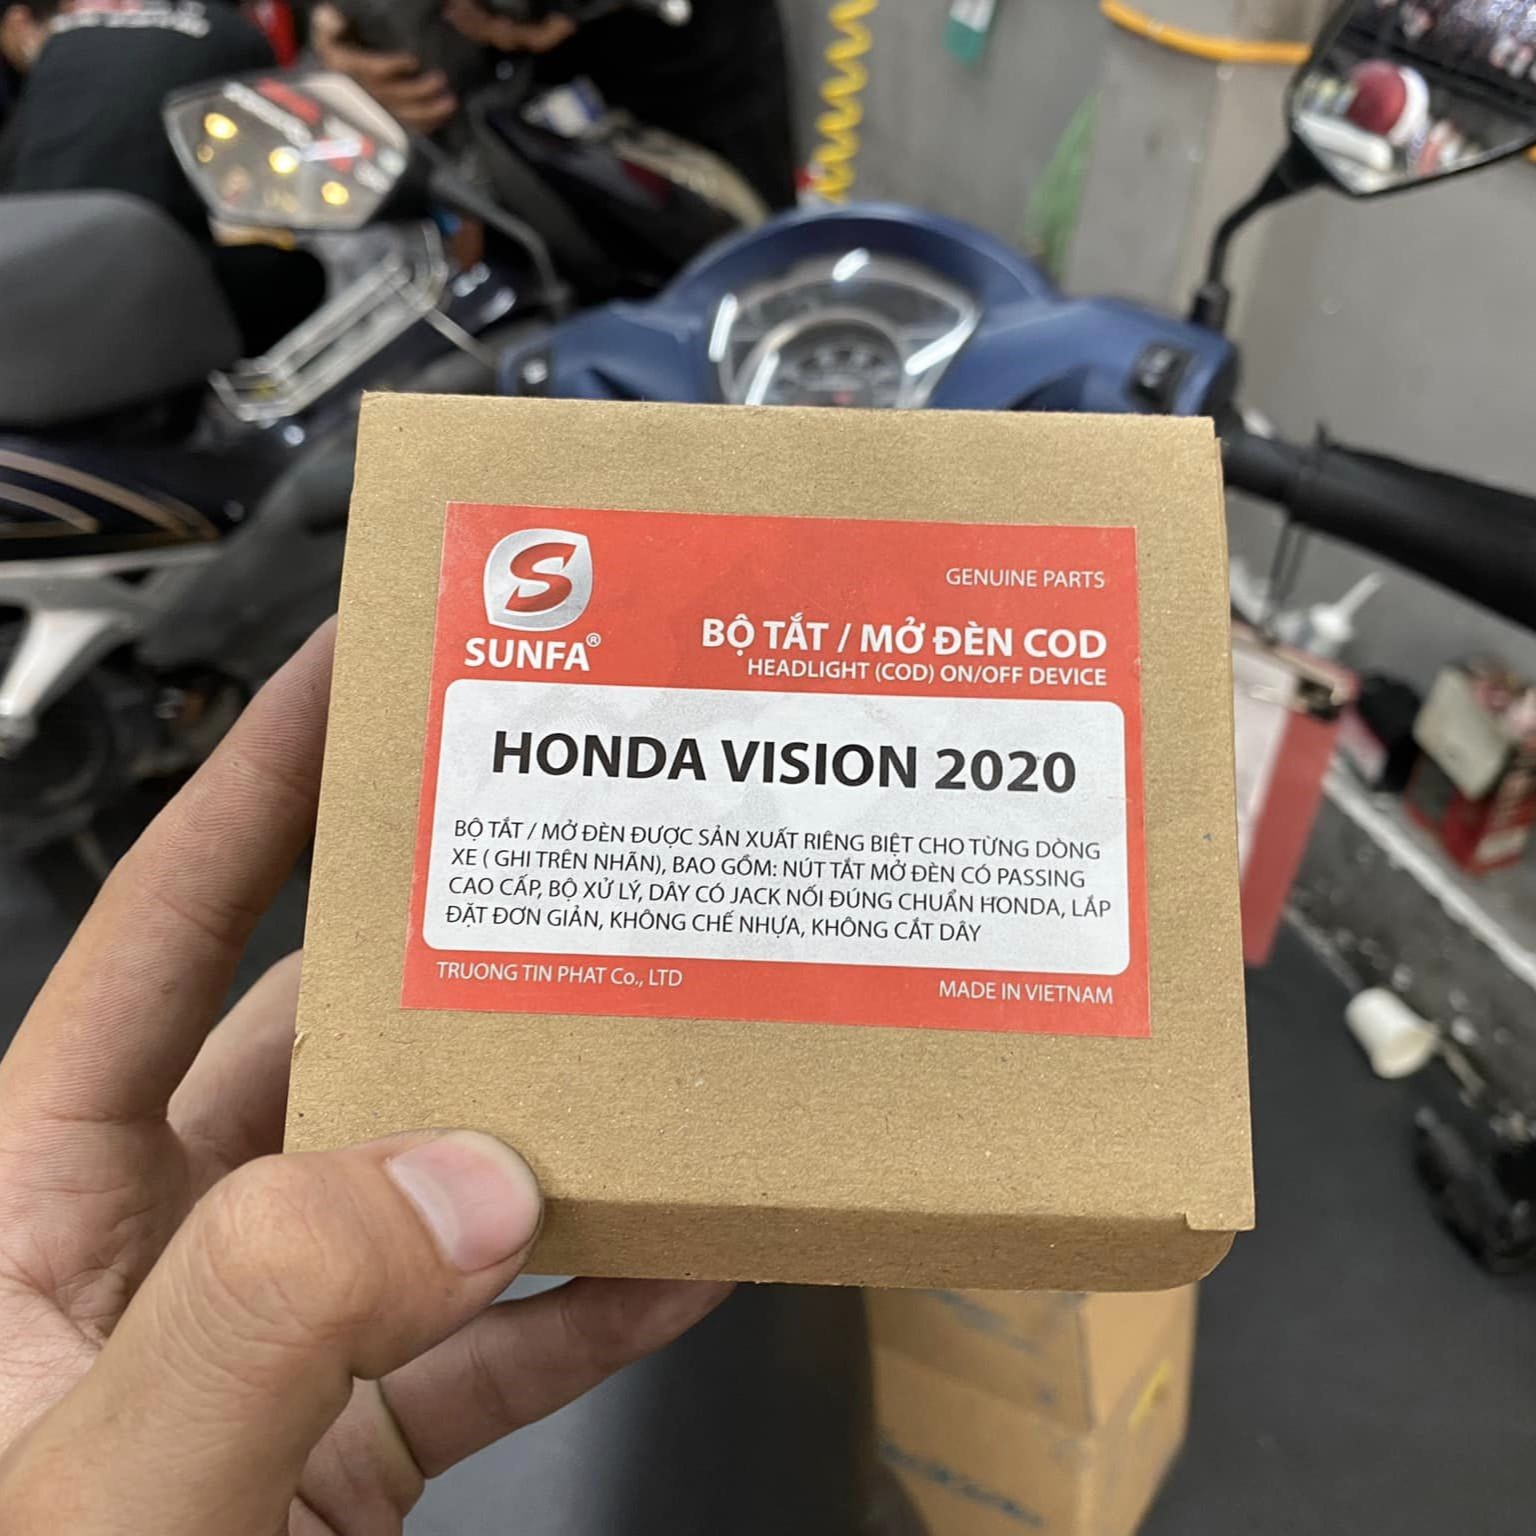 SUNFA®
GENUINE PARTS
BỘ TẮT / MỞ ĐÈN COD
HEADLIGHT (COD) ON/OFF DEVICE
HONDA VISION 2020
BỘ TẮT / MỞ ĐÈN ĐƯỢC SẢN XUẤT RIÊNG BIỆT CHO TỪNG DÒNG
XE ( GHI TRÊN NHÃN), BAO GỒM: NÚT TẮT MỞ ĐÈN CÓ PASSING
CAO CẤP, BỘ XỬ LÝ, DÂY CÓ JACK NỐI ĐÚNG CHUẨN HONDA, LẮP
ĐẶT ĐƠN GIẢN, KHÔNG CHẾ NHỰA, KHÔNG CẮT DÂY
TRUONG TIN PHAT Co., LTD
MADE IN VIETNAM